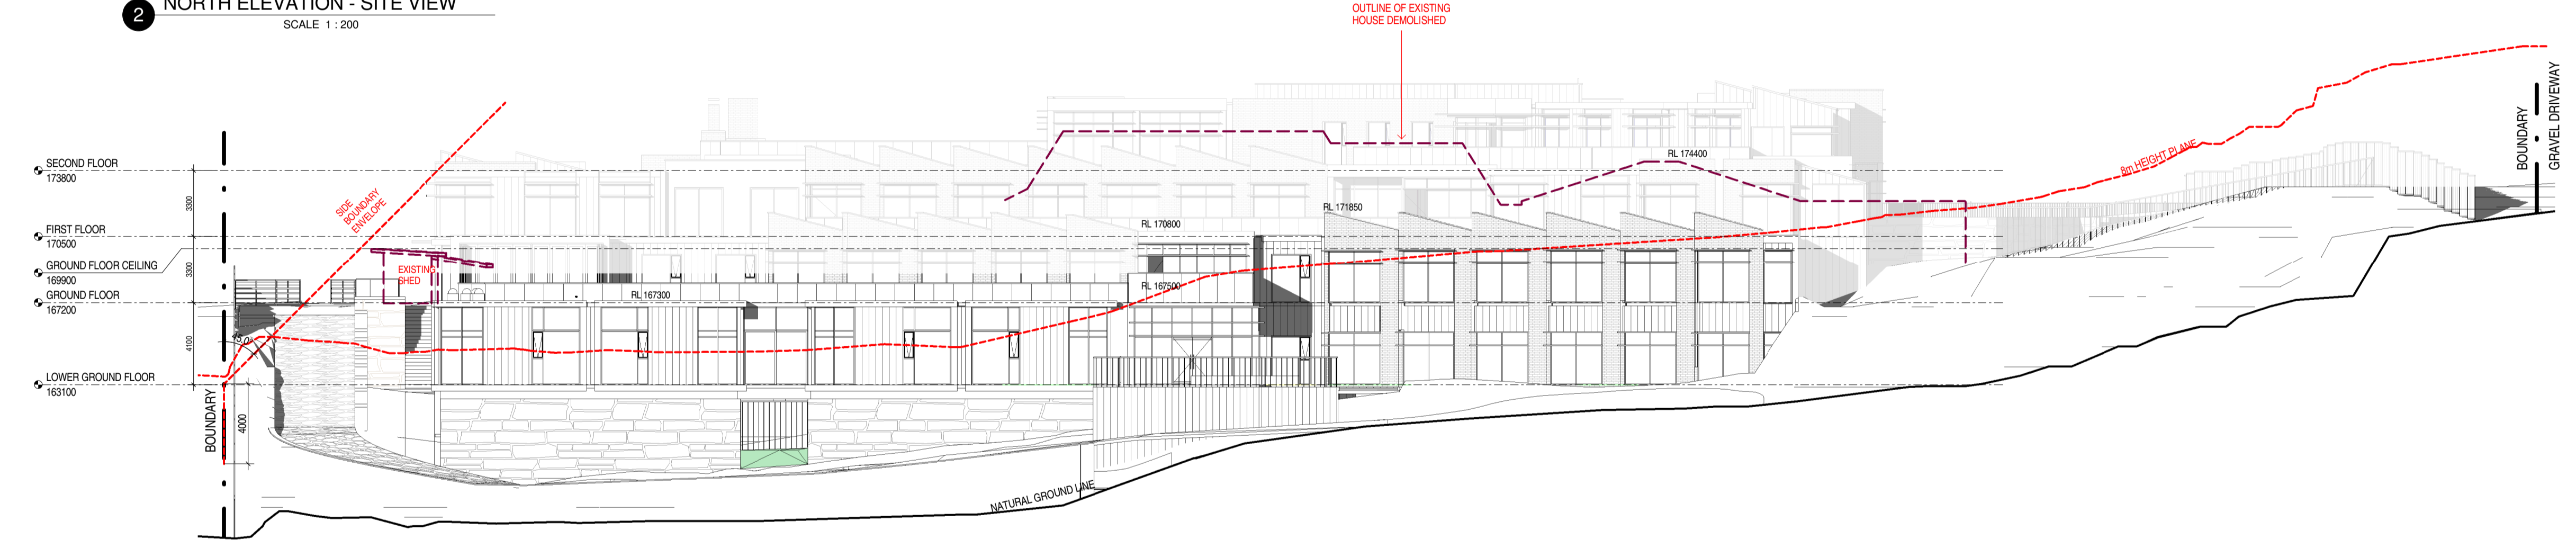 2
NORTH ELEVATION - SITE VIEW
SCALE 1 : 200
OUTLINE OF EXISTING
HOUSE DEMOLISHED
BOUNDARY
GRAVEL DRIVEWAY
8m HEIGHT PLANE
RL 174400
SECOND FLOOR
173800
3300
SIDE
BOUNDARY
ENVELOPE
RL 171850
RL 170800
FIRST FLOOR
170500
GROUND FLOOR CEILING
169900
3300
EXISTING
SHED
RL 167500
RL 167300
GROUND FLOOR
167200
4100
LOWER GROUND FLOOR
163100
BOUNDARY
4000
NATURAL GROUND LINE